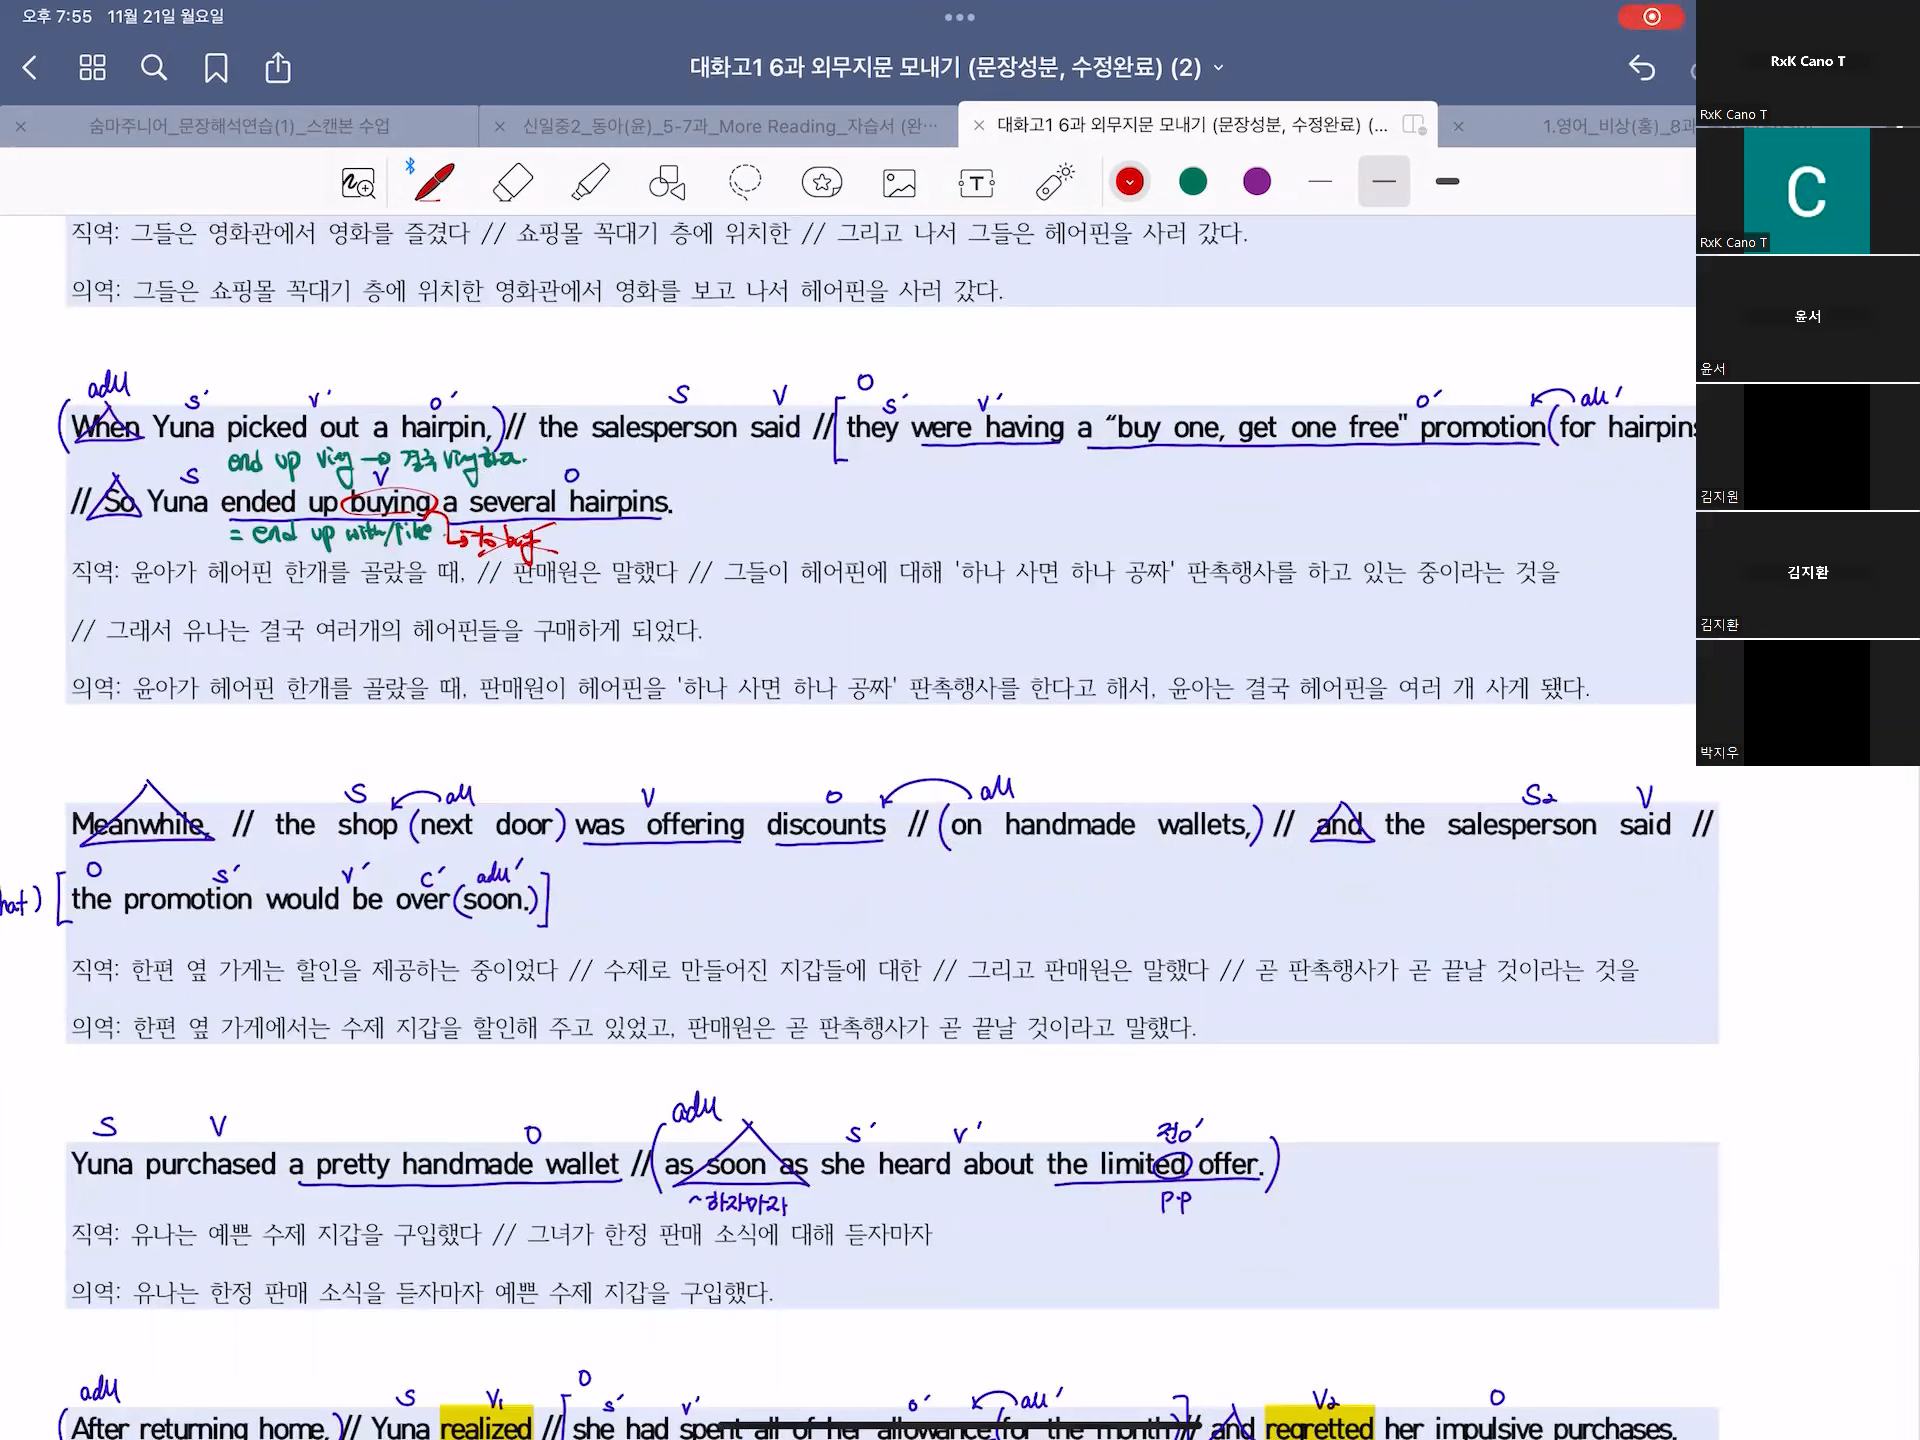 오후 7:55 11월 21일 월요일
대화고1 6과 외무지문 모내기 (문장성분, 수정완료) (2)
숨마주니어_문장해석연습(1)_스캔본 수업
신일중2_동아(윤)_5-7과_More Reading_자습서 (완…
대화고1 6과 외무지문 모내기 (문장성분, 수정완료) (…
1.영어_비상(홍)_8과
RxK Cano T
RxK Cano T
C
RxK Cano T
윤서
윤서
김지원
김지환
김지환
박지우
직역: 그들은 영화관에서 영화를 즐겼다 // 쇼핑몰 꼭대기 층에 위치한 // 그리고 나서 그들은 헤어핀을 사러 갔다.
의역: 그들은 쇼핑몰 꼭대기 층에 위치한 영화관에서 영화를 보고 나서 헤어핀을 사러 갔다.
S' V' O' S V O S' V' O'
(When Yuna picked out a hairpin,) // the salesperson said // [they were having a “buy one, get one free" promotion (for hairpins
end up ving → 결국 ving하다.
S V O
// So Yuna ended up buying a several hairpins.
= end up with/like
→ to buy
직역: 윤아가 헤어핀 한개를 골랐을 때, // 판매원은 말했다 // 그들이 헤어핀에 대해 '하나 사면 하나 공짜' 판촉행사를 하고 있는 중이라는 것을
// 그래서 유나는 결국 여러개의 헤어핀들을 구매하게 되었다.
의역: 윤아가 헤어핀 한개를 골랐을 때, 판매원이 헤어핀을 '하나 사면 하나 공짜' 판촉행사를 한다고 해서, 윤아는 결국 헤어핀을 여러 개 사게 됐다.
S V O S2 V
Meanwhile, // the shop (next door) was offering discounts // (on handmade wallets,) // and the salesperson said //
O S' V' C'
hat) [the promotion would be over (soon.)]
직역: 한편 옆 가게는 할인을 제공하는 중이었다 // 수제로 만들어진 지갑들에 대한 // 그리고 판매원은 말했다 // 곧 판촉행사가 곧 끝날 것이라는 것을
의역: 한편 옆 가게에서는 수제 지갑을 할인해 주고 있었고, 판매원은 곧 판촉행사가 곧 끝날 것이라고 말했다.
S V O S' V' 전O'
Yuna purchased a pretty handmade wallet // (as soon as she heard about the limited offer.)
~하자마자 p.p
직역: 유나는 예쁜 수제 지갑을 구입했다 // 그녀가 한정 판매 소식에 대해 듣자마자
의역: 유나는 한정 판매 소식을 듣자마자 예쁜 수제 지갑을 구입했다.
S V1 O S' V' O' V2 O
(After returning home,) // Yuna realized // [she had spent all of her allowance (for the month)] // and regretted her impulsive purchases.